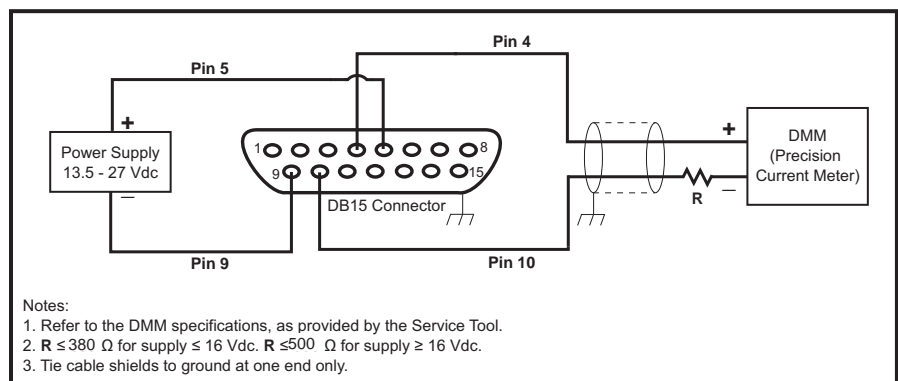 Pin 4
Pin 5
+
Power Supply
13.5 - 27 Vdc
–
1
8
9
15
DB15 Connector
+
DMM
(Precision
Current Meter)
–
R
Pin 9
Pin 10
Notes:
1. Refer to the DMM specifications, as provided by the Service Tool.
2. R ≤ 380 Ω for supply ≤ 16 Vdc. R ≤500 Ω for supply ≥ 16 Vdc.
3. Tie cable shields to ground at one end only.